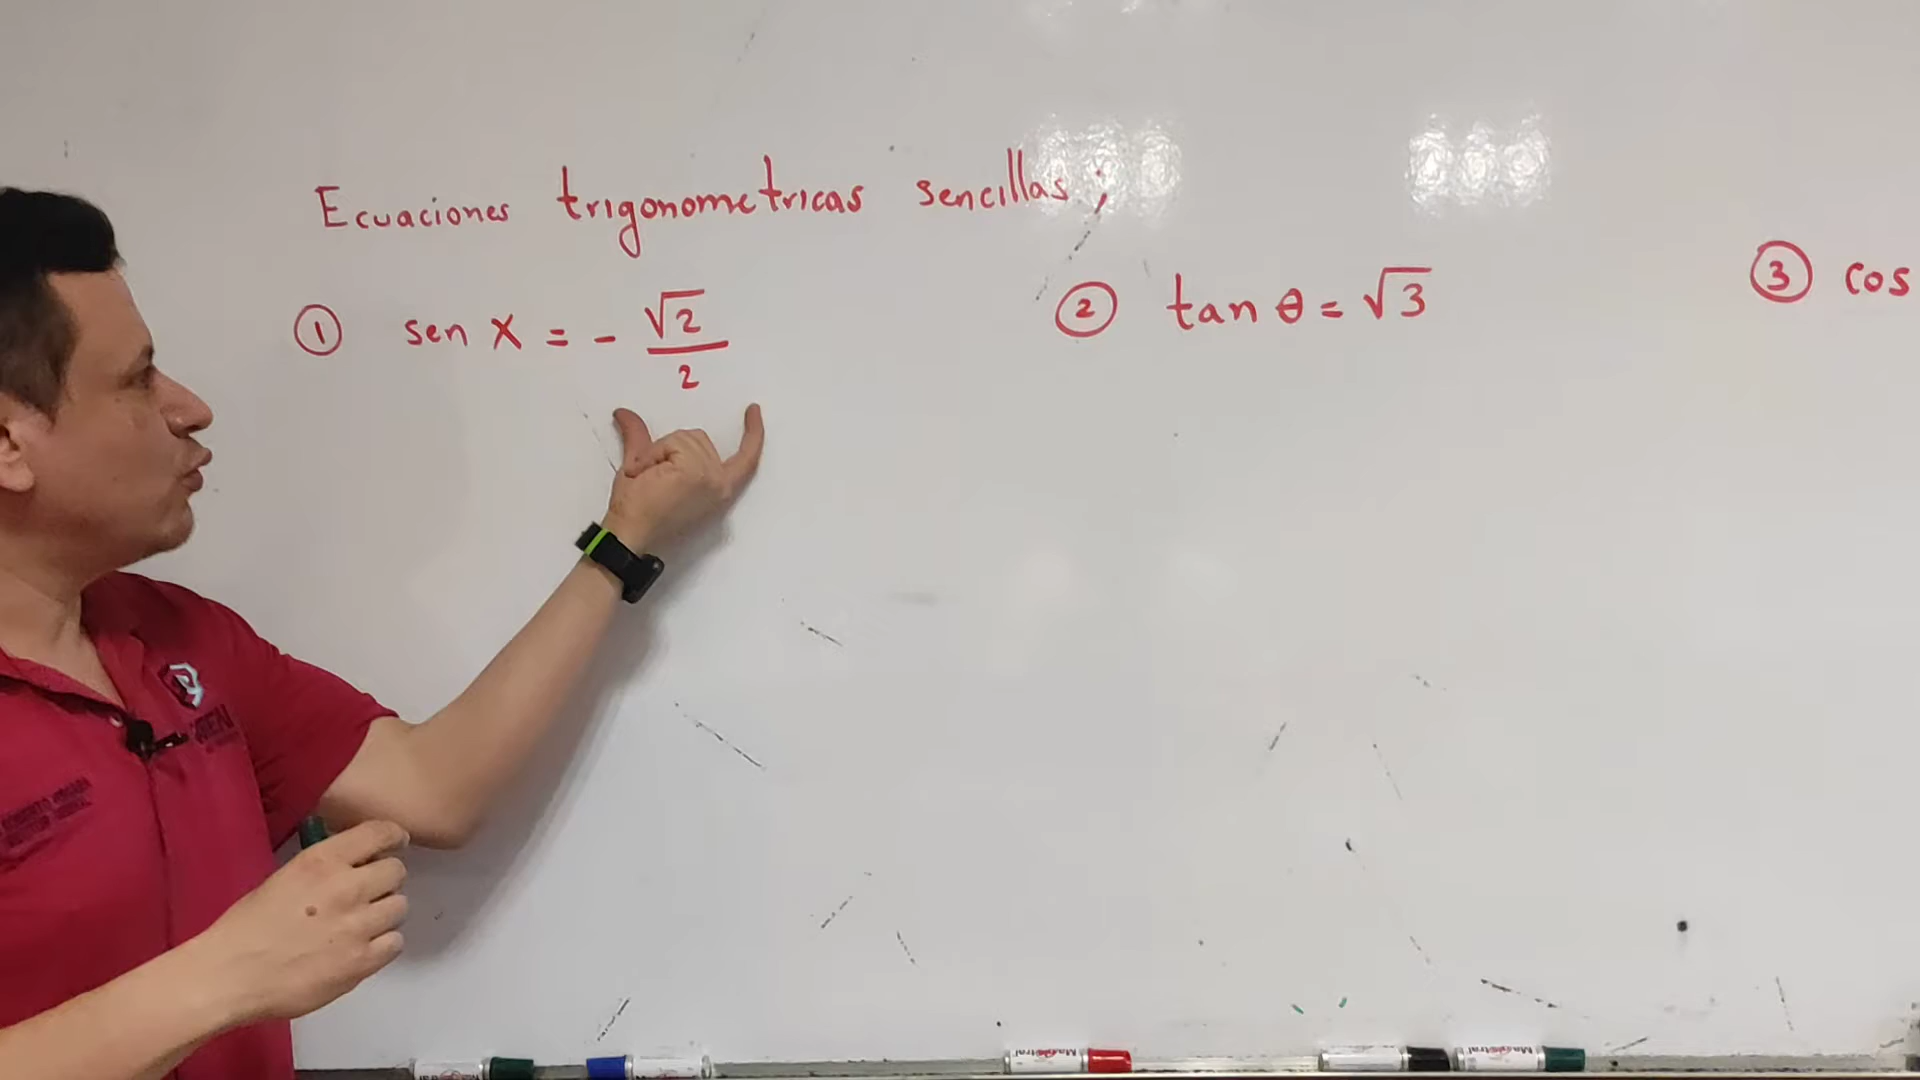 Ecuaciones trigonometricas sencillas;
① sen X = - √2/2
② tan θ = √3
③ cos